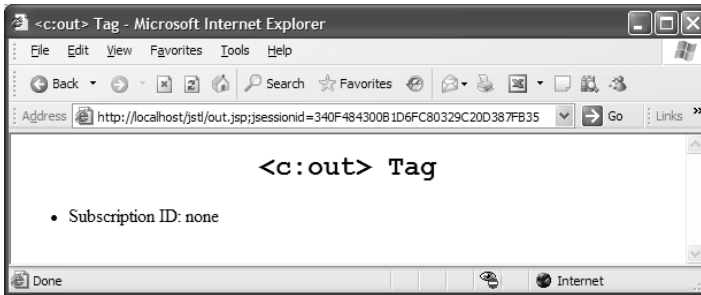 <c:out> Tag - Microsoft Internet Explorer
File Edit View Favorites Tools Help
Back Search Favorites
Address http://localhost/jstl/out.jsp;jsessionid=340F484300B1D6FC80329C20D387FB35 Go Links »
<c:out> Tag
• Subscription ID: none
Done Internet